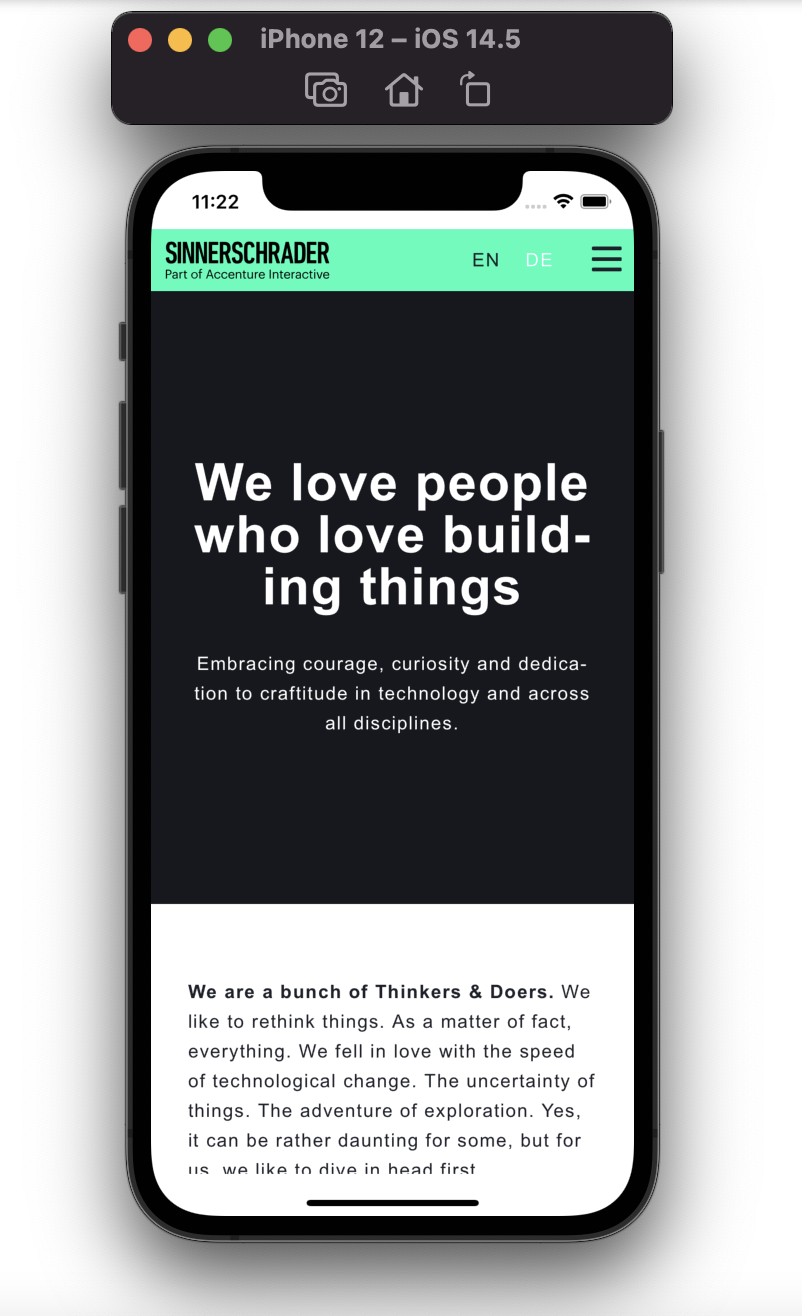 iPhone 12 – iOS 14.5
11:22
SINNERSCHRADER
Part of Accenture Interactive
EN DE
We love people
who love build-
ing things
Embracing courage, curiosity and dedica-
tion to craftitude in technology and across
all disciplines.
We are a bunch of Thinkers & Doers. We
like to rethink things. As a matter of fact,
everything. We fell in love with the speed
of technological change. The uncertainty of
things. The adventure of exploration. Yes,
it can be rather daunting for some, but for
us, we like to dive in head first